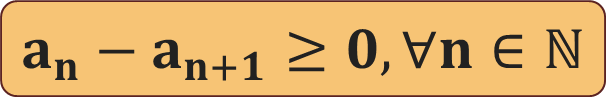 aₙ − aₙ₊₁ ≥ 0, ∀n ∈ ℕ